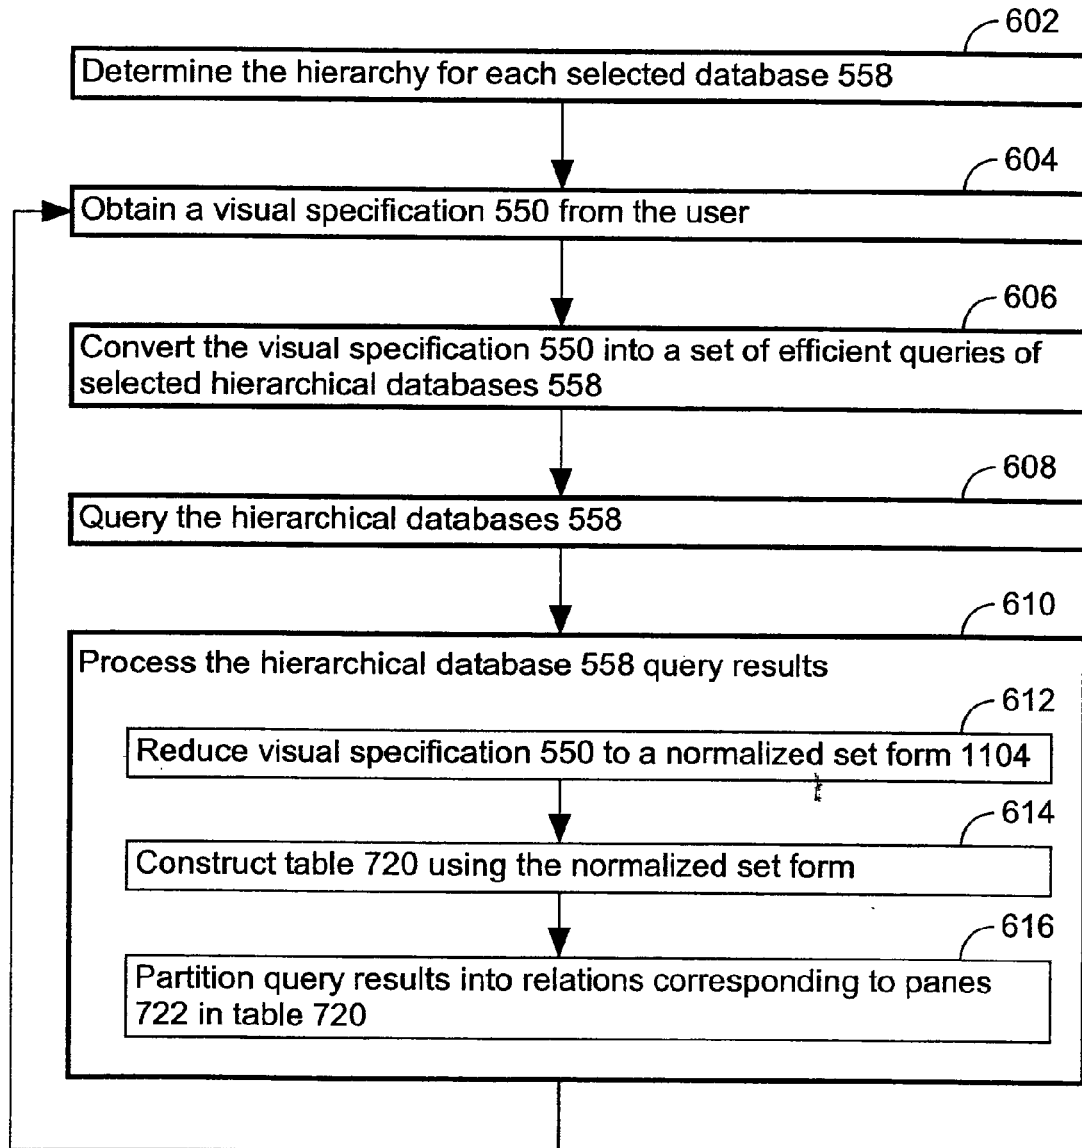 602
Determine the hierarchy for each selected database 558
604
Obtain a visual specification 550 from the user
606
Convert the visual specification 550 into a set of efficient queries of
selected hierarchical databases 558
608
Query the hierarchical databases 558
610
Process the hierarchical database 558 query results
612
Reduce visual specification 550 to a normalized set form 1104
614
Construct table 720 using the normalized set form
616
Partition query results into relations corresponding to panes
722 in table 720